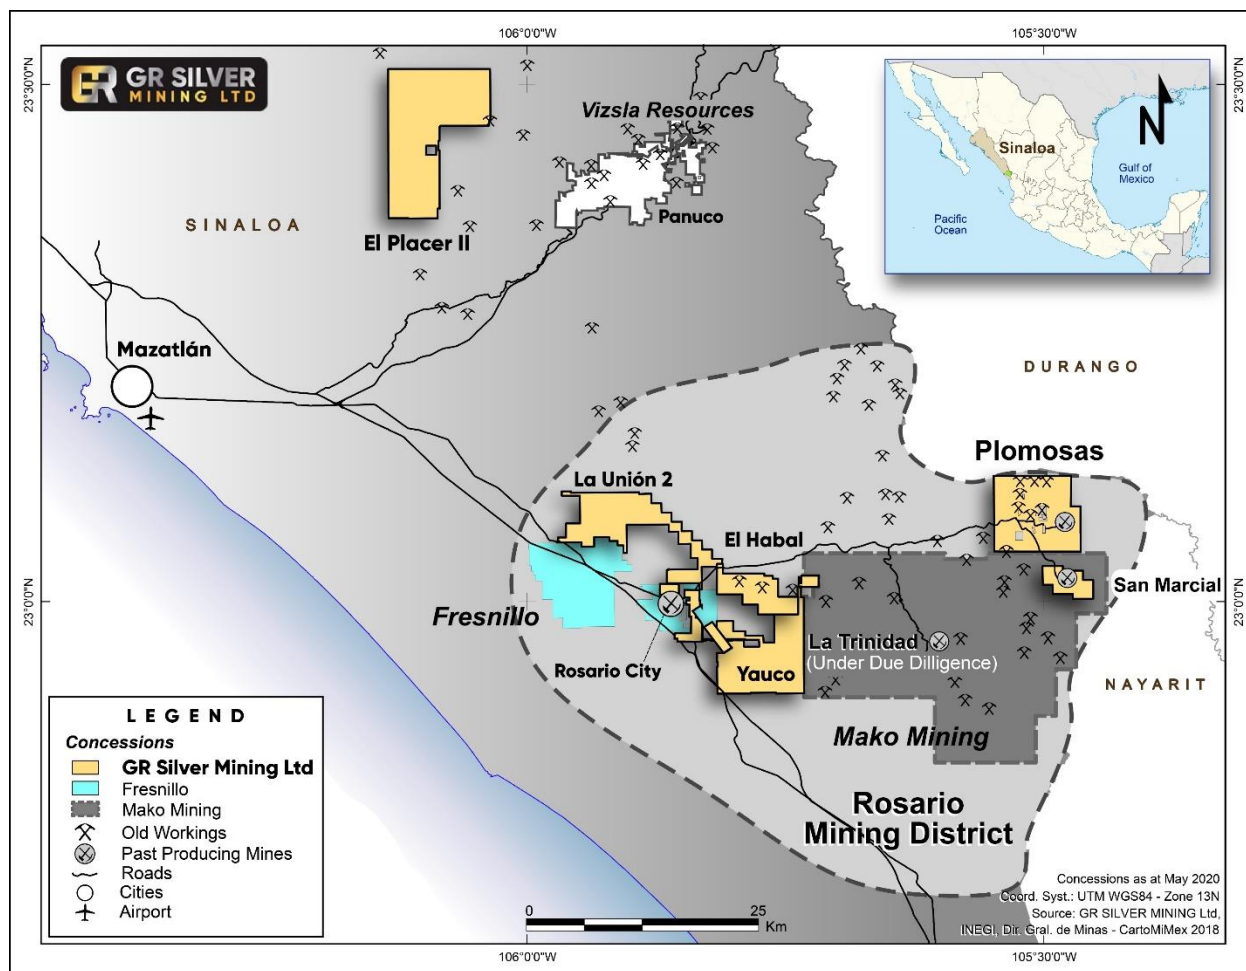 106°0'0"W
105°30'0"W
23°30'0"N
23°30'0"N
GR GR SILVER
MINING LTD
Vizsla Resources
Panuco
El Placer II
SINALOA
Sinaloa
N
Gulf of
Mexico
Pacific
Ocean
Mazatlán
DURANGO
Plomosas
La Unión 2
El Habal
San Marcial
23°0'0"N
23°0'0"N
Fresnillo
Rosario City
La Trinidad
(Under Due Dilligence)
Yauco
NAYARIT
Mako Mining
Rosario
Mining District
LEGEND
Concessions
GR Silver Mining Ltd
Fresnillo
Mako Mining
Old Workings
Past Producing Mines
Roads
Cities
Airport
0 25
Km
Concessions as at May 2020
Coord. Syst.: UTM WGS84 - Zone 13N
Source: GR SILVER MINING Ltd,
INEGI, Dir. Gral. de Minas - CartoMiMex 2018
106°0'0"W
105°30'0"W